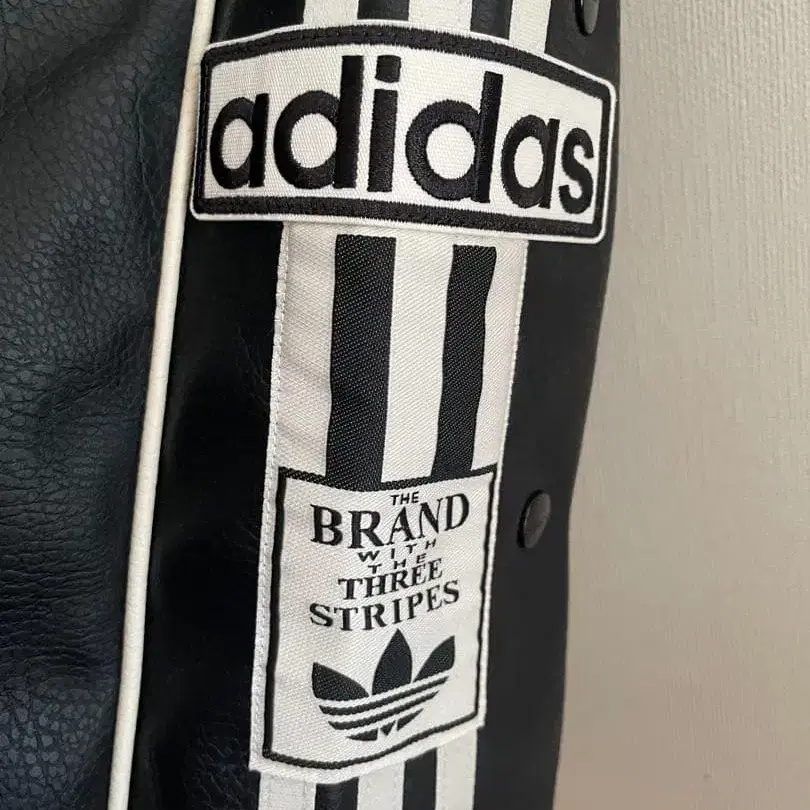 adidas
THE
BRAND
WITH
THE
THREE
STRIPES